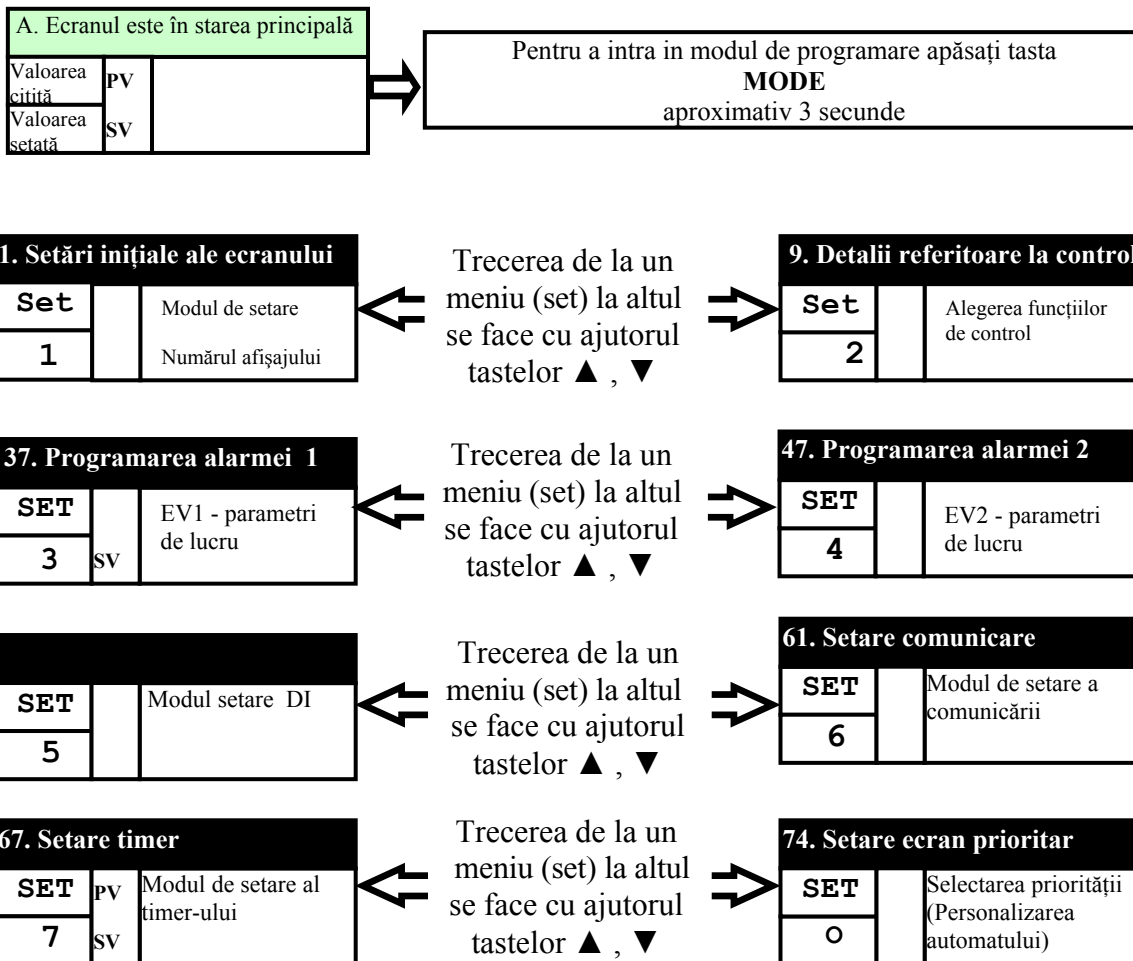 A. Ecranul este în starea principală
Valoarea
citită
PV
Valoarea
setată
SV
Pentru a intra in modul de programare apăsați tasta
MODE
aproximativ 3 secunde
1. Setări inițiale ale ecranului
Set
Modul de setare
1
Numărul afișajului
Trecerea de la un
meniu (set) la altul
se face cu ajutorul
tastelor ▲ , ▼
9. Detalii referitoare la control
Set
Alegerea funcțiilor
de control
2
37. Programarea alarmei 1
SET
EV1 - parametri
de lucru
3
SV
Trecerea de la un
meniu (set) la altul
se face cu ajutorul
tastelor ▲ , ▼
47. Programarea alarmei 2
SET
EV2 - parametri
de lucru
4
SET
Modul setare DI
5
Trecerea de la un
meniu (set) la altul
se face cu ajutorul
tastelor ▲ , ▼
61. Setare comunicare
SET
Modul de setare a
comunicării
6
67. Setare timer
SET
PV
Modul de setare al
timer-ului
7
SV
Trecerea de la un
meniu (set) la altul
se face cu ajutorul
tastelor ▲ , ▼
74. Setare ecran prioritar
SET
Selectarea priorității
(Personalizarea
automatului)
O